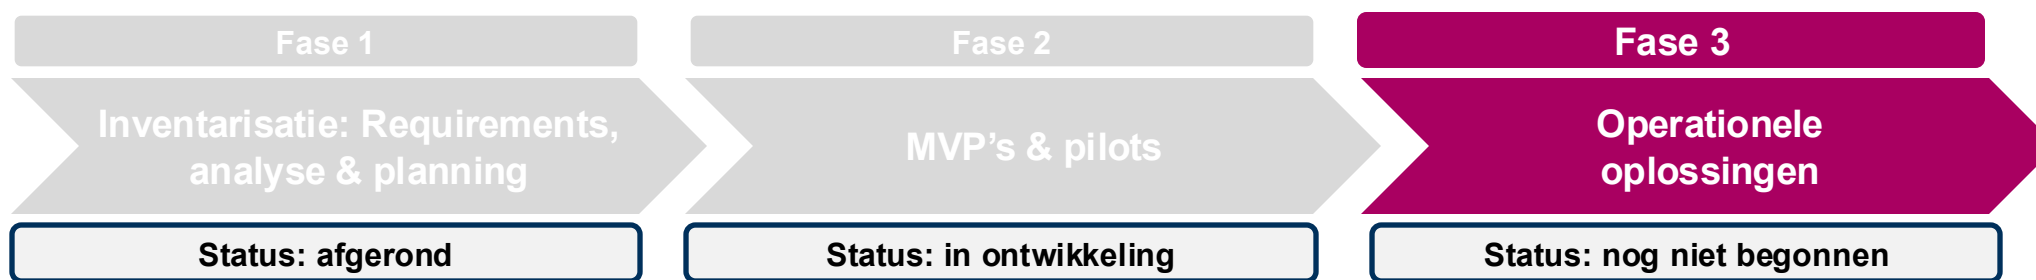 Fase 1
Fase 2
Fase 3
Inventarisatie: Requirements,
analyse & planning
MVP's & pilots
Operationele
oplossingen
Status: afgerond
Status: in ontwikkeling
Status: nog niet begonnen